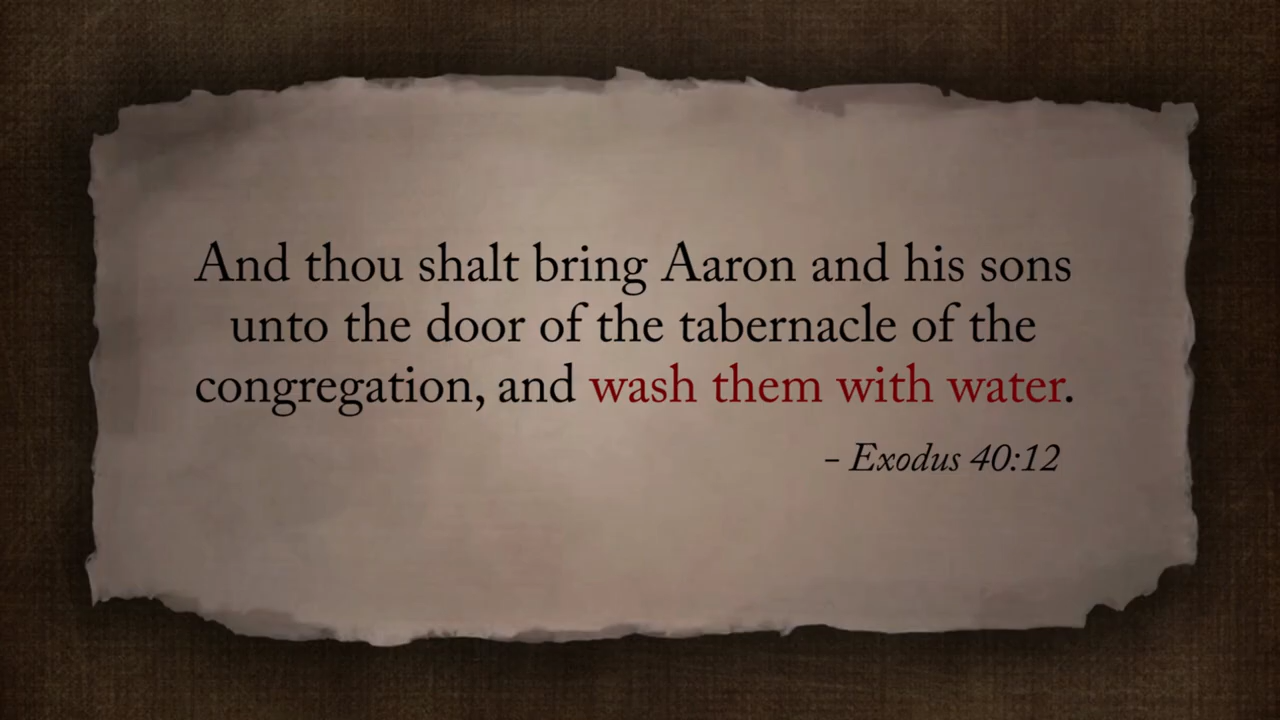 And thou shalt bring Aaron and his sons
unto the door of the tabernacle of the
congregation, and wash them with water.
– Exodus 40:12